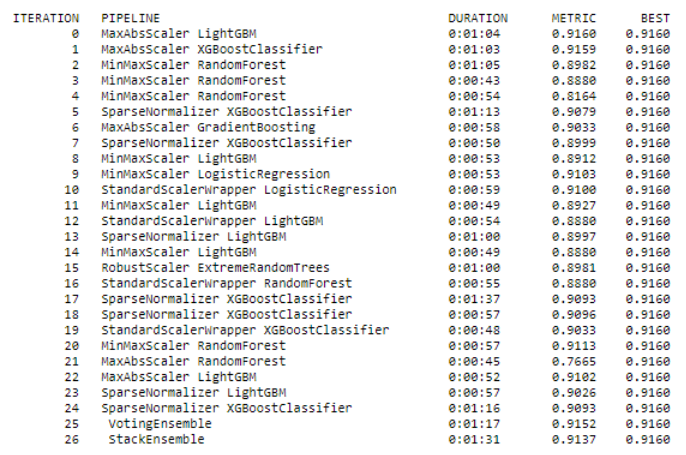 ITERATION PIPELINE DURATION METRIC BEST
0 MaxAbsScaler LightGBM 0:01:04 0.9160 0.9160
1 MaxAbsScaler XGBoostClassifier 0:01:03 0.9159 0.9160
2 MinMaxScaler RandomForest 0:01:05 0.8982 0.9160
3 MinMaxScaler RandomForest 0:00:43 0.8880 0.9160
4 MinMaxScaler RandomForest 0:00:54 0.8164 0.9160
5 SparseNormalizer XGBoostClassifier 0:01:13 0.9079 0.9160
6 MaxAbsScaler GradientBoosting 0:00:58 0.9033 0.9160
7 SparseNormalizer XGBoostClassifier 0:00:50 0.8999 0.9160
8 MinMaxScaler LightGBM 0:00:53 0.8912 0.9160
9 MinMaxScaler LogisticRegression 0:00:53 0.9103 0.9160
10 StandardScalerWrapper LogisticRegression 0:00:59 0.9100 0.9160
11 MinMaxScaler LightGBM 0:00:49 0.8927 0.9160
12 StandardScalerWrapper LightGBM 0:00:54 0.8880 0.9160
13 SparseNormalizer LightGBM 0:01:00 0.8997 0.9160
14 MinMaxScaler LightGBM 0:00:49 0.8880 0.9160
15 RobustScaler ExtremeRandomTrees 0:01:00 0.8981 0.9160
16 StandardScalerWrapper RandomForest 0:00:55 0.8880 0.9160
17 SparseNormalizer XGBoostClassifier 0:01:37 0.9093 0.9160
18 SparseNormalizer XGBoostClassifier 0:00:57 0.9096 0.9160
19 StandardScalerWrapper XGBoostClassifier 0:00:48 0.9033 0.9160
20 MinMaxScaler RandomForest 0:00:57 0.9113 0.9160
21 MaxAbsScaler RandomForest 0:00:45 0.7665 0.9160
22 MaxAbsScaler LightGBM 0:00:52 0.9102 0.9160
23 SparseNormalizer LightGBM 0:00:57 0.9026 0.9160
24 SparseNormalizer XGBoostClassifier 0:01:16 0.9093 0.9160
25 VotingEnsemble 0:01:17 0.9152 0.9160
26 StackEnsemble 0:01:31 0.9137 0.9160